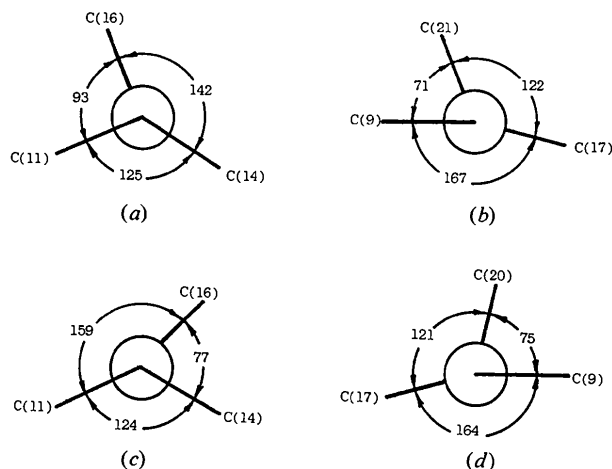 C(16)
93
142
C(11)
C(14)
125
(a)
C(21)
71
122
C(9)
C(17)
167
(b)
C(16)
159
77
C(11)
C(14)
124
(c)
C(20)
121
75
C(9)
C(17)
164
(d)